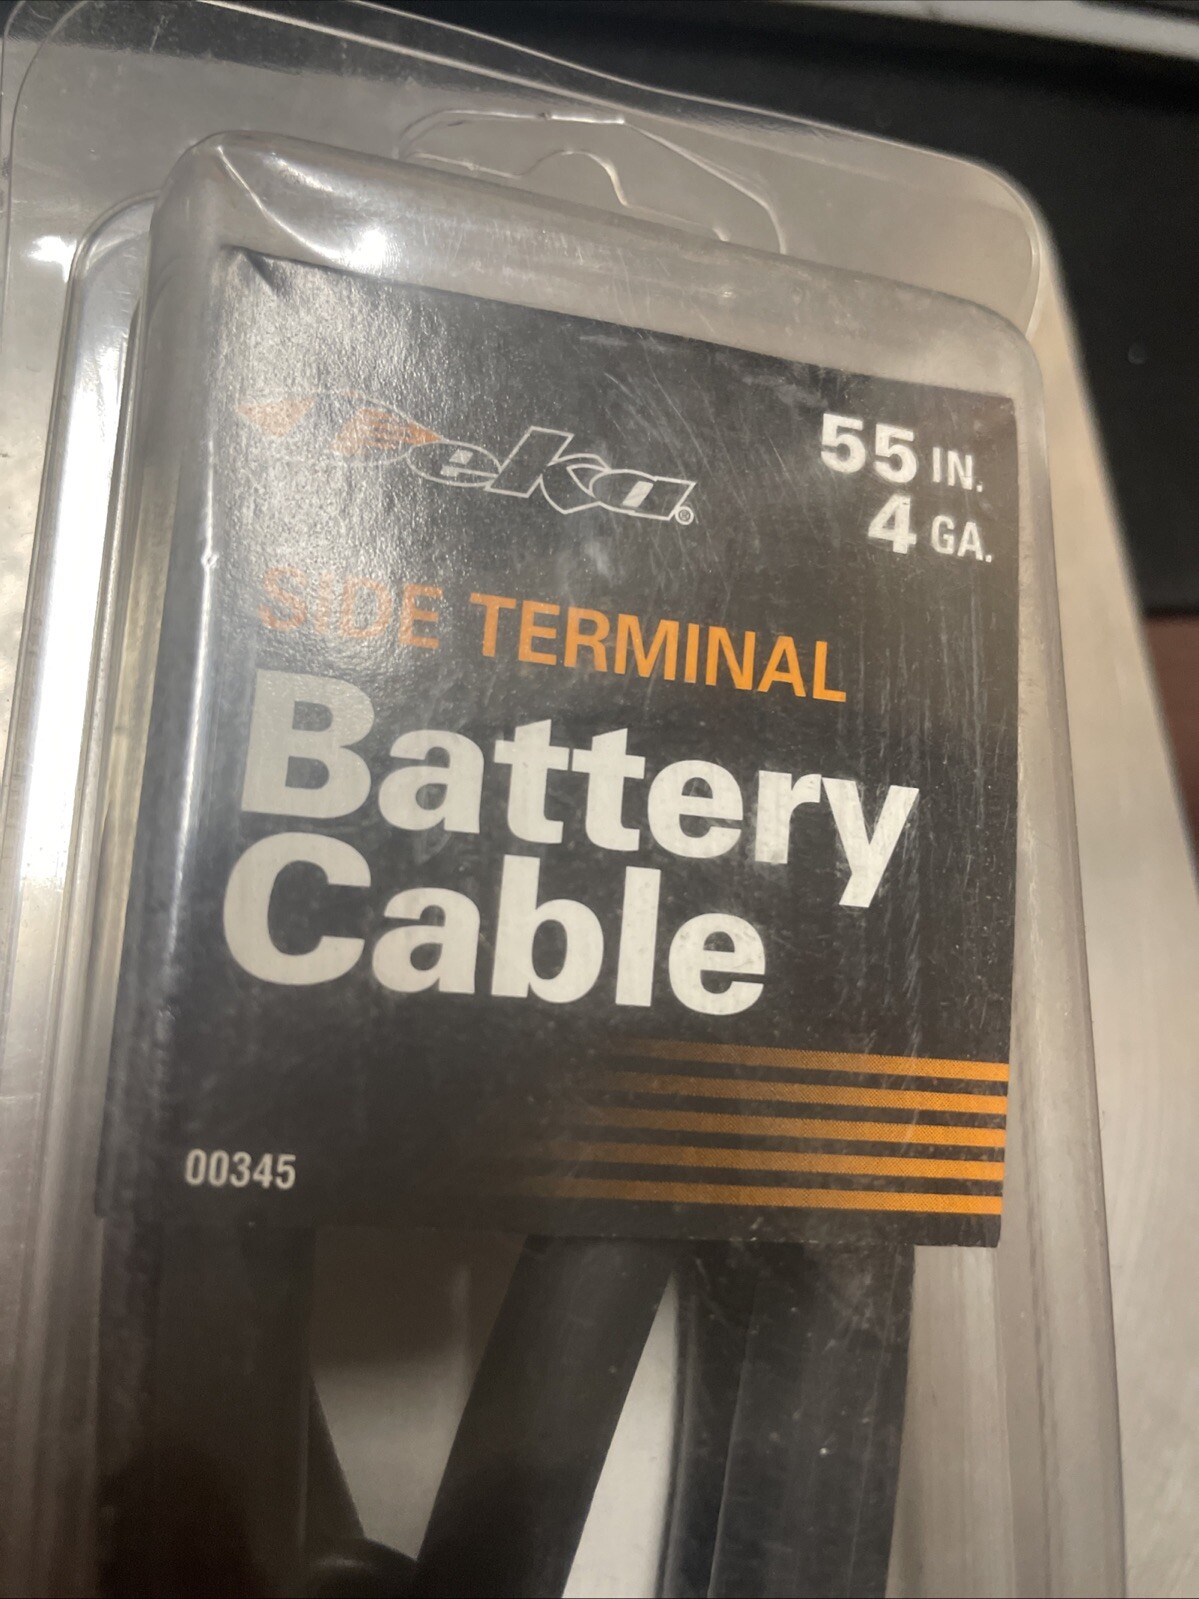 Deka®
55 IN.
4 GA.
SIDE TERMINAL
Battery
Cable
00345